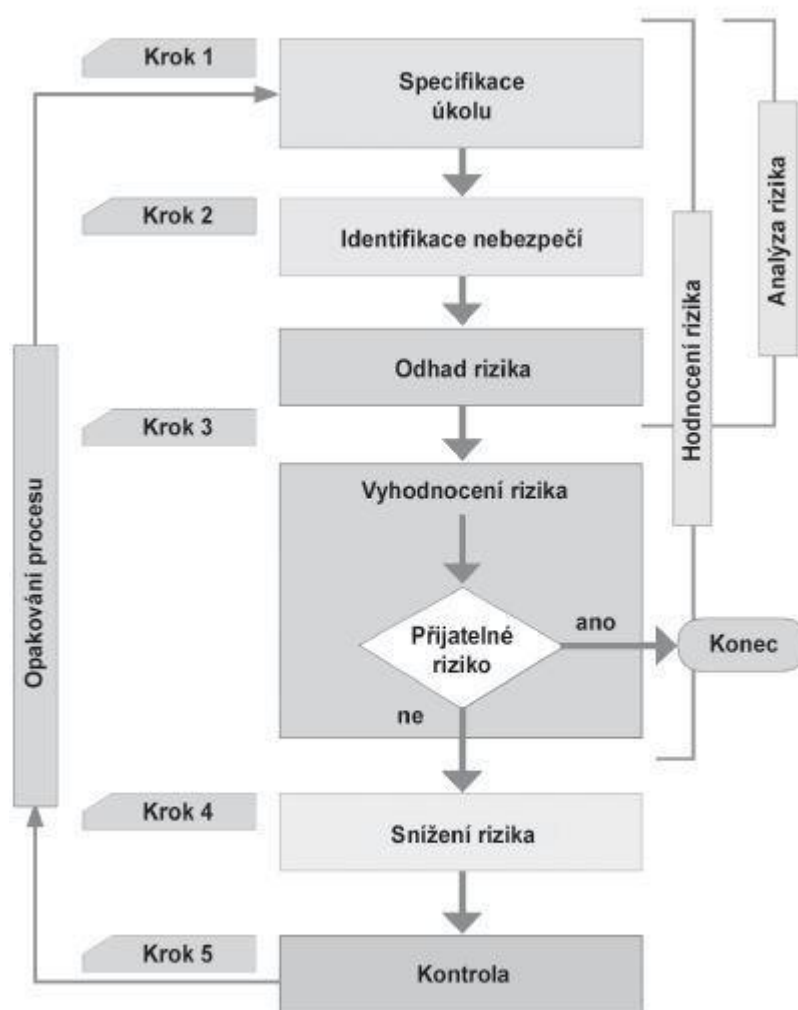 Krok 1
Specifikace
úkolu
Krok 2
Identifikace nebezpečí
Odhad rizika
Krok 3
Vyhodnocení rizika
Přijatelné
riziko
ano
Konec
ne
Krok 4
Snížení rizika
Krok 5
Kontrola
Opakování procesu
Hodnocení rizika
Analýza rizika